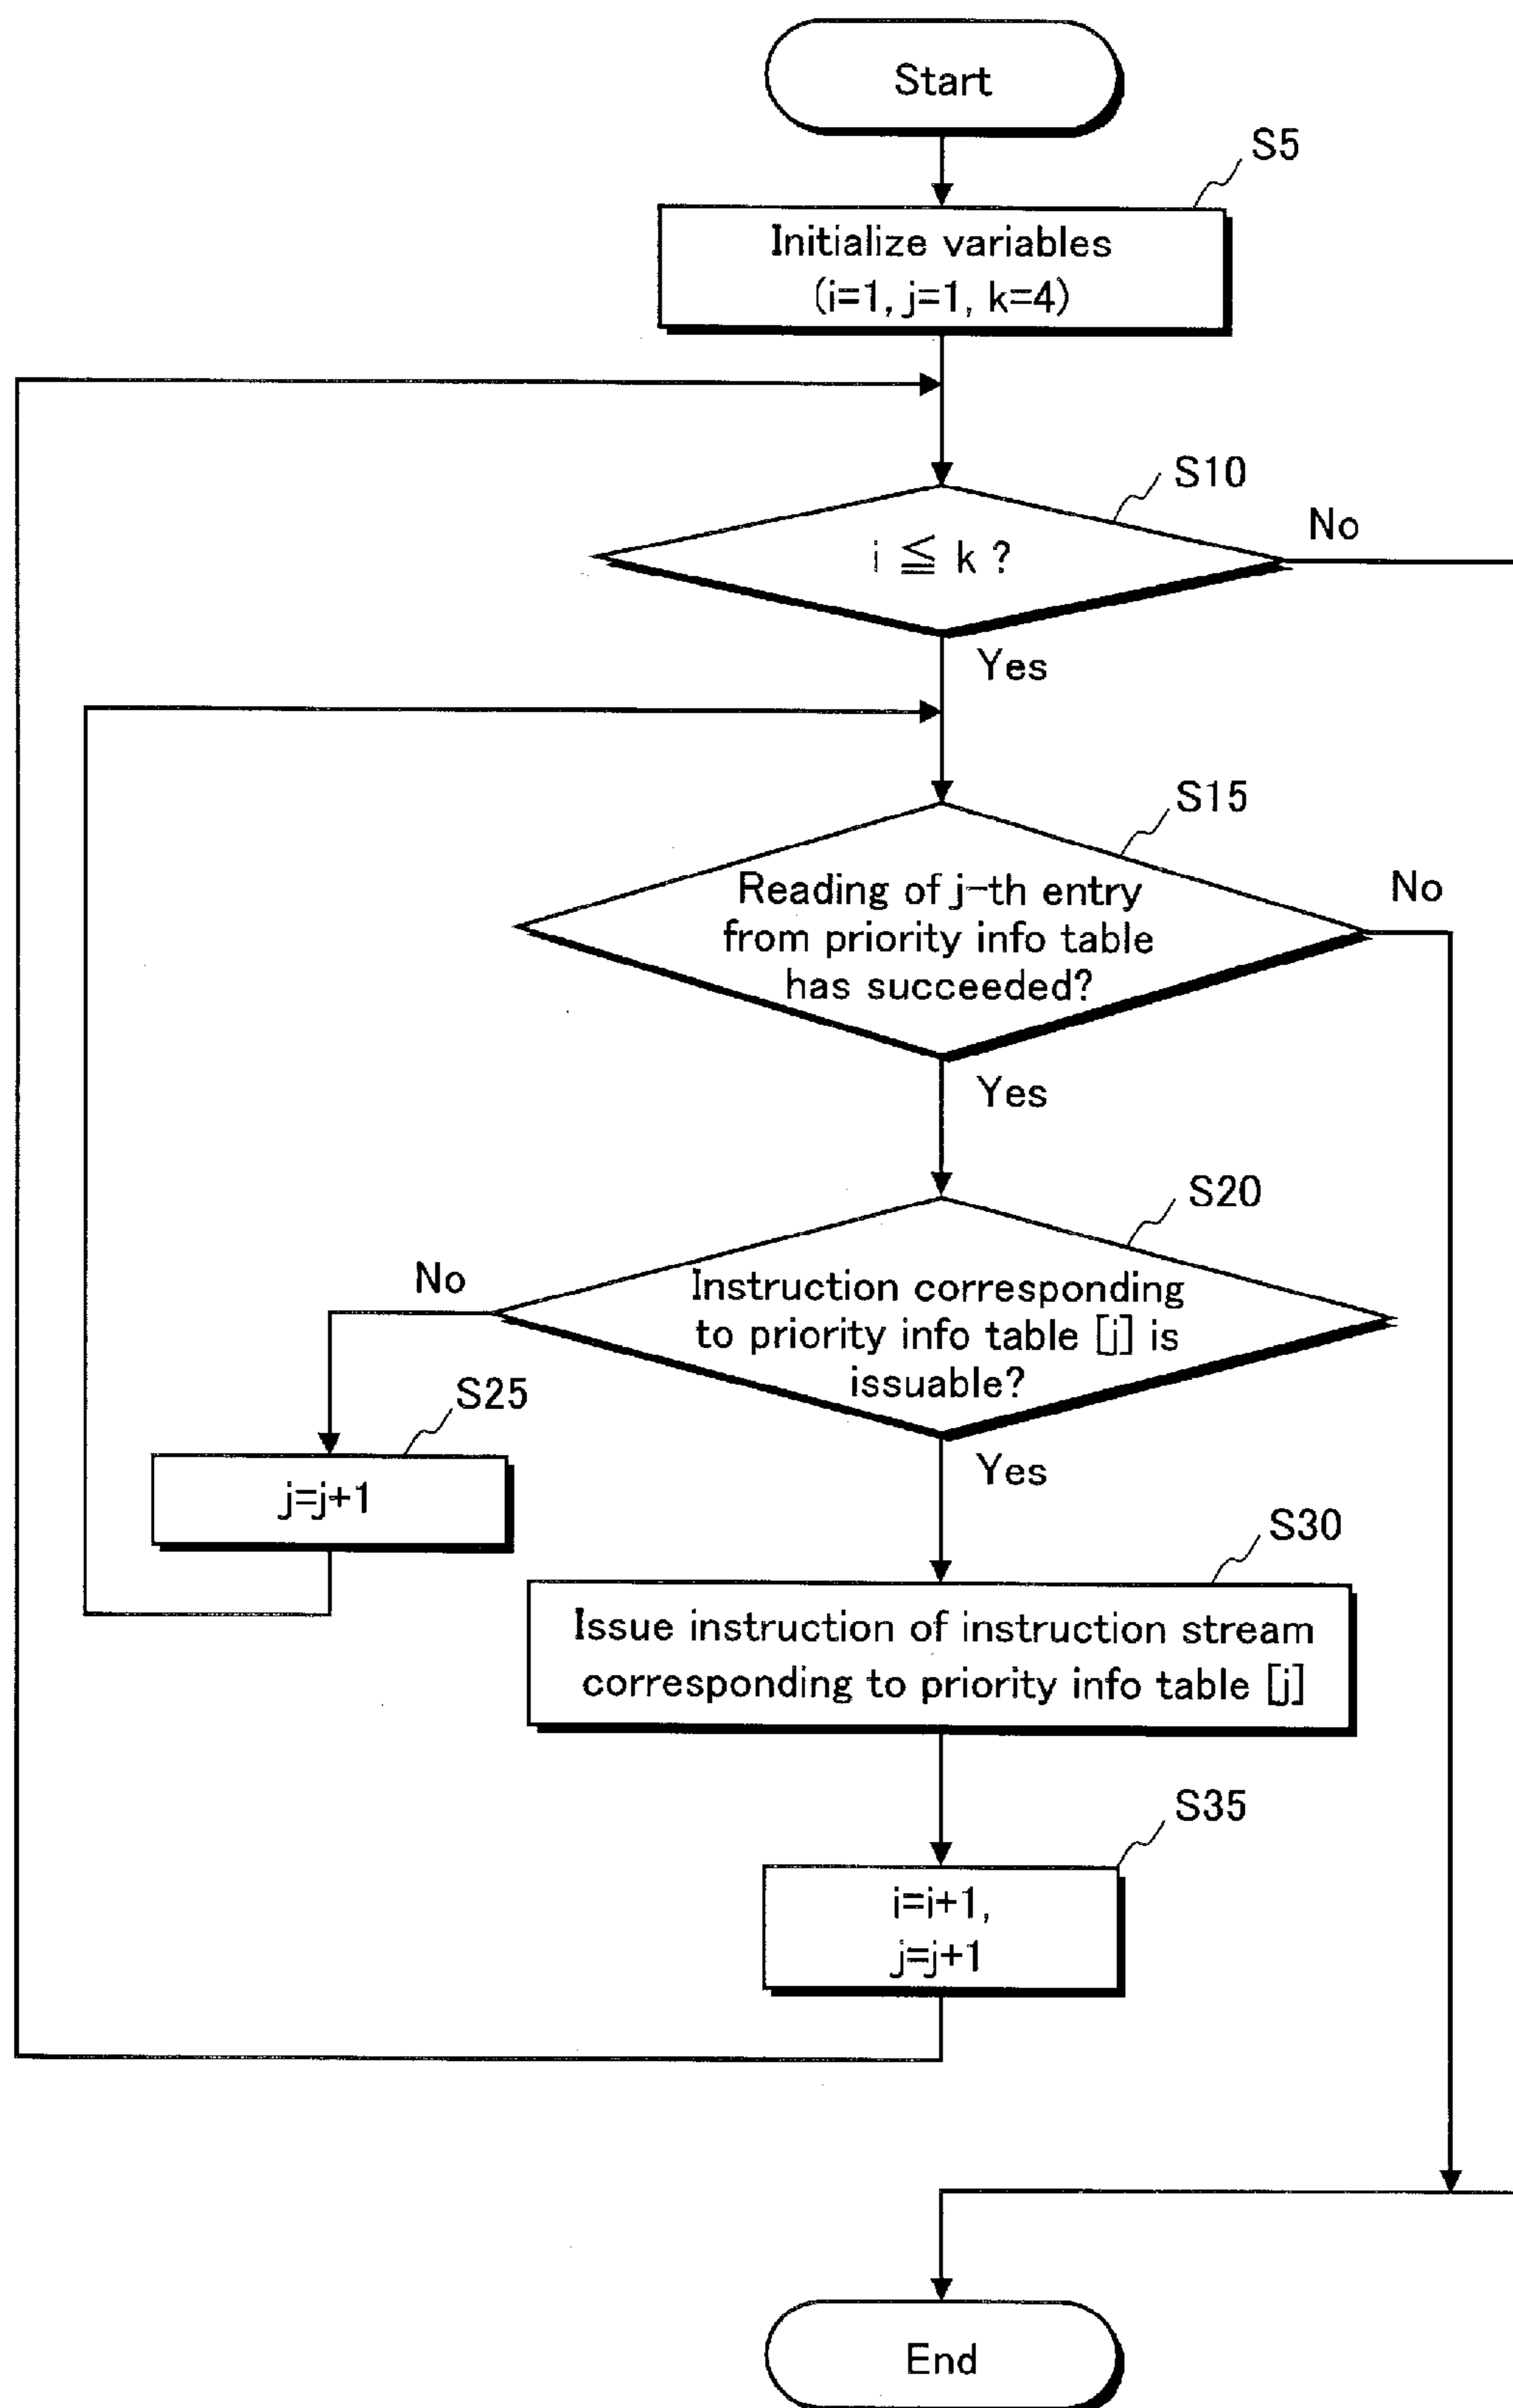 Start
S5
Initialize variables
(i=1, j=1, k=4)
S10
i ≦ k ?
No
Yes
S15
Reading of j-th entry
from priority info table
has succeeded?
No
Yes
S20
Instruction corresponding
to priority info table [j] is
issuable?
No
Yes
S25
j=j+1
S30
Issue instruction of instruction stream
corresponding to priority info table [j]
S35
i=i+1,
j=j+1
End